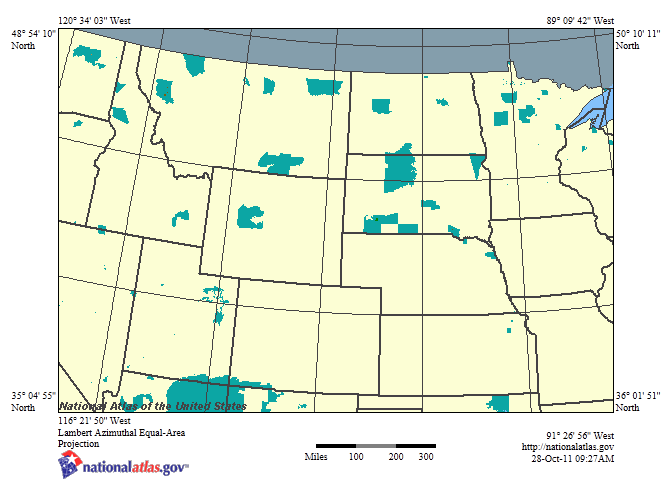 120° 34' 03" West
89° 09' 42" West
48° 54' 10"
North
50° 10' 11"
North
35° 04' 55"
North
36° 01' 51"
North
National Atlas of the United States
116° 21' 50" West
91° 26' 56" West
Lambert Azimuthal Equal-Area
Projection
http://nationalatlas.gov
28-Oct-11 09:27AM
Miles 100 200 300
nationalatlas.gov™